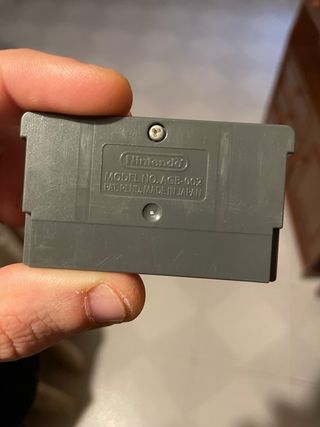 Nintendo
MODEL NO. AGB-002
PAT. PEND. MADE IN JAPAN